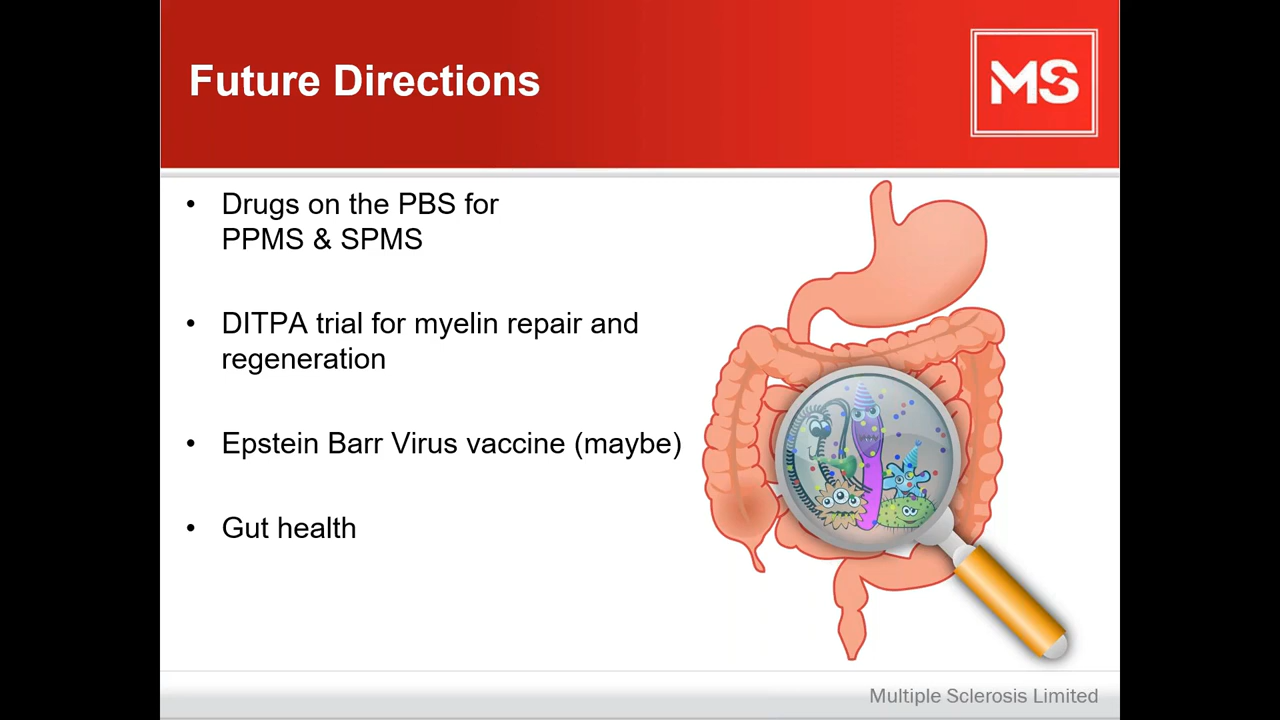 Future Directions
MS
• Drugs on the PBS for
PPMS & SPMS
• DITPA trial for myelin repair and
regeneration
• Epstein Barr Virus vaccine (maybe)
• Gut health
Multiple Sclerosis Limited